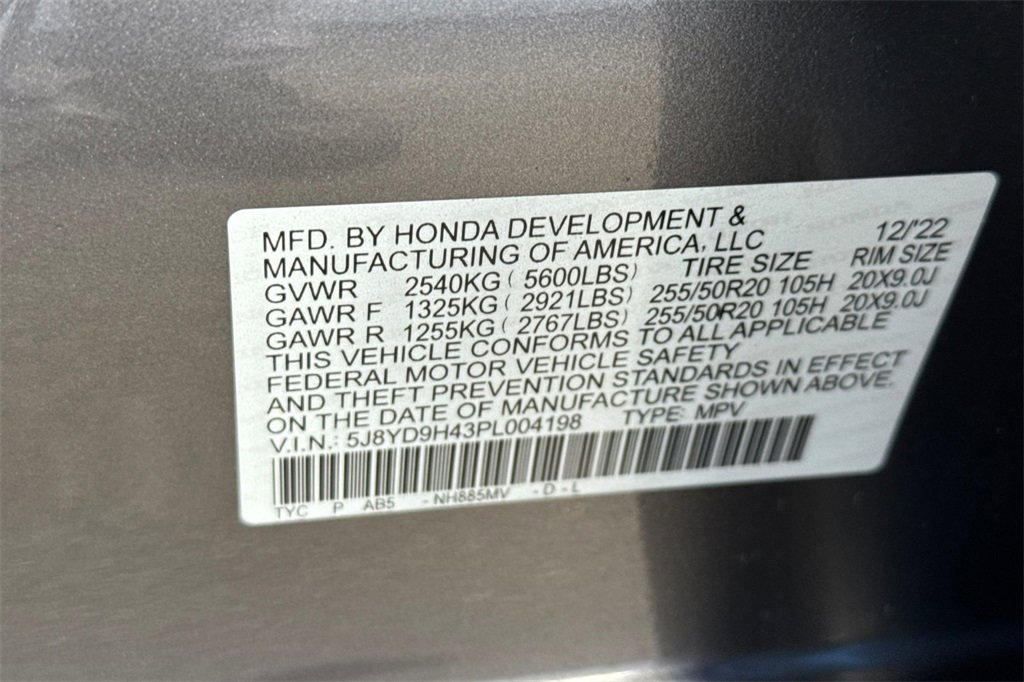 MFD. BY HONDA DEVELOPMENT &
MANUFACTURING OF AMERICA, LLC 12/'22
GVWR 2540KG ( 5600LBS) TIRE SIZE RIM SIZE
GAWR F 1325KG ( 2921LBS) 255/50R20 105H 20X9.0J
GAWR R 1255KG ( 2767LBS) 255/50R20 105H 20X9.0J
THIS VEHICLE CONFORMS TO ALL APPLICABLE
FEDERAL MOTOR VEHICLE SAFETY
AND THEFT PREVENTION STANDARDS IN EFFECT
ON THE DATE OF MANUFACTURE SHOWN ABOVE.
V.I.N.: 5J8YD9H43PL004198 TYPE: MPV
TYC P AB5 - NH885MV - D - L